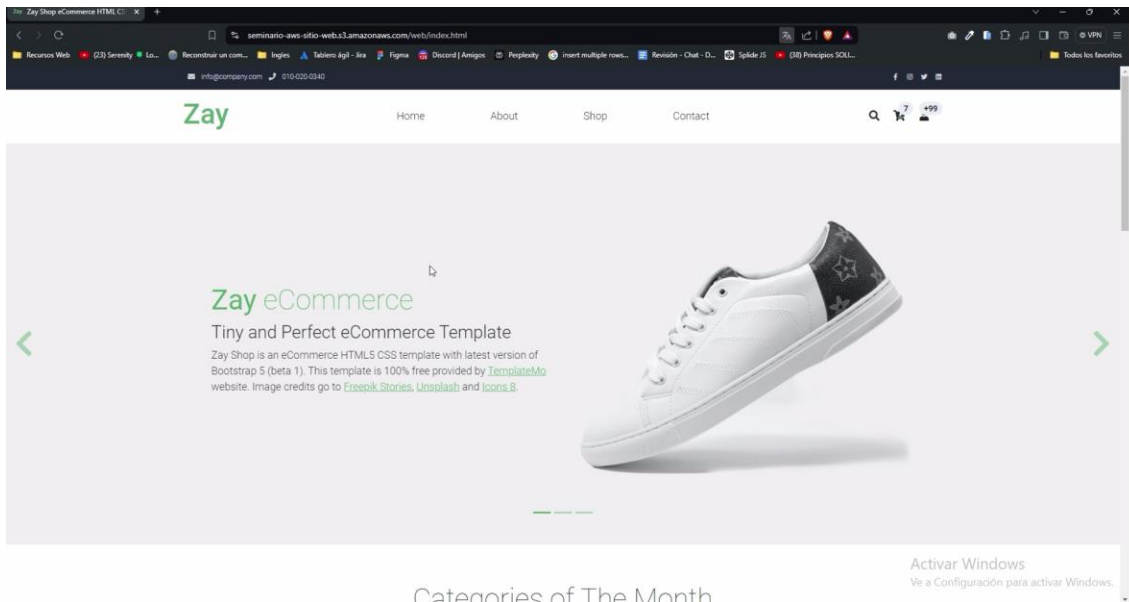 Zay Shop eCommerce HTML CS
seminario-aws-sitio-web.s3.amazonaws.com/web/index.html
VPN
Recursos Web
(23) Serenity
Lo...
Reconstruir un com...
Ingles
Tablero ágil - Jira
Figma
Discord | Amigos
Perplexity
insert multiple rows...
Revisión - Chat - D...
Splide JS
(38) Principios SOLI...
Todos los favoritos
info@company.com 010-020-0340
Zay
Home About Shop Contact
7 +99
Zay eCommerce
Tiny and Perfect eCommerce Template
Zay Shop is an eCommerce HTML5 CSS template with latest version of
Bootstrap 5 (beta 1). This template is 100% free provided by TemplateMo
website. Image credits go to Freepik Stories, Unsplash and Icons 8.
Categories of The Month
Activar Windows
Ve a Configuración para activar Windows.